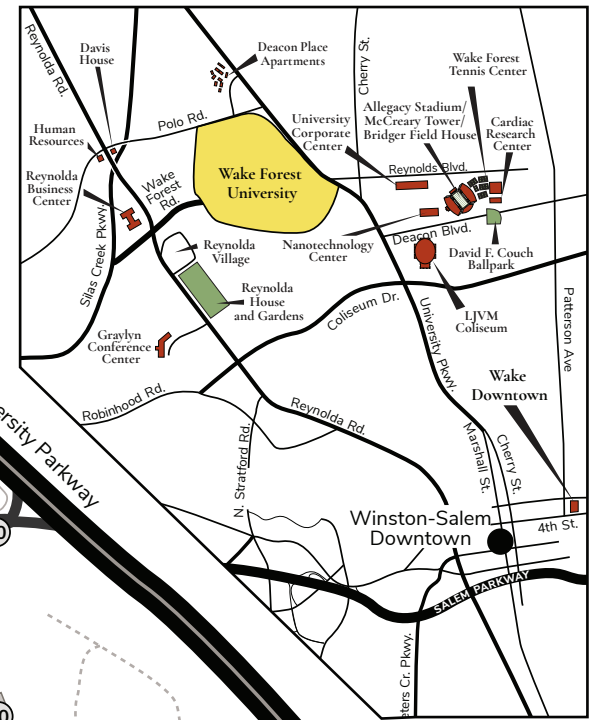 Reynolda Rd.
Davis
House
Deacon Place
Apartments
Cherry St.
Wake Forest
Tennis Center
Polo Rd.
Human
Resources
University
Corporate
Center
Allegacy Stadium/
McCreary Tower/
Bridger Field House
Cardiac
Research
Center
Reynolds Blvd.
Reynolda
Business
Center
Wake
Forest
Rd.
Wake Forest
University
Silas Creek Pkwy.
Reynolda
Village
Nanotechnology
Center
Deacon Blvd.
David F. Couch
Ballpark
Reynolda
House
and Gardens
Coliseum Dr.
University Pkwy.
LJVM
Coliseum
Patterson Ave
Graylyn
Conference
Center
Wake
Downtown
Robinhood Rd.
Reynolda Rd.
ersity Parkway
N. Stratford Rd.
Marshall St.
Cherry St.
Winston-Salem
Downtown
4th St.
SALEM PARKWAY
eters Cr. Pkwy.
0
0